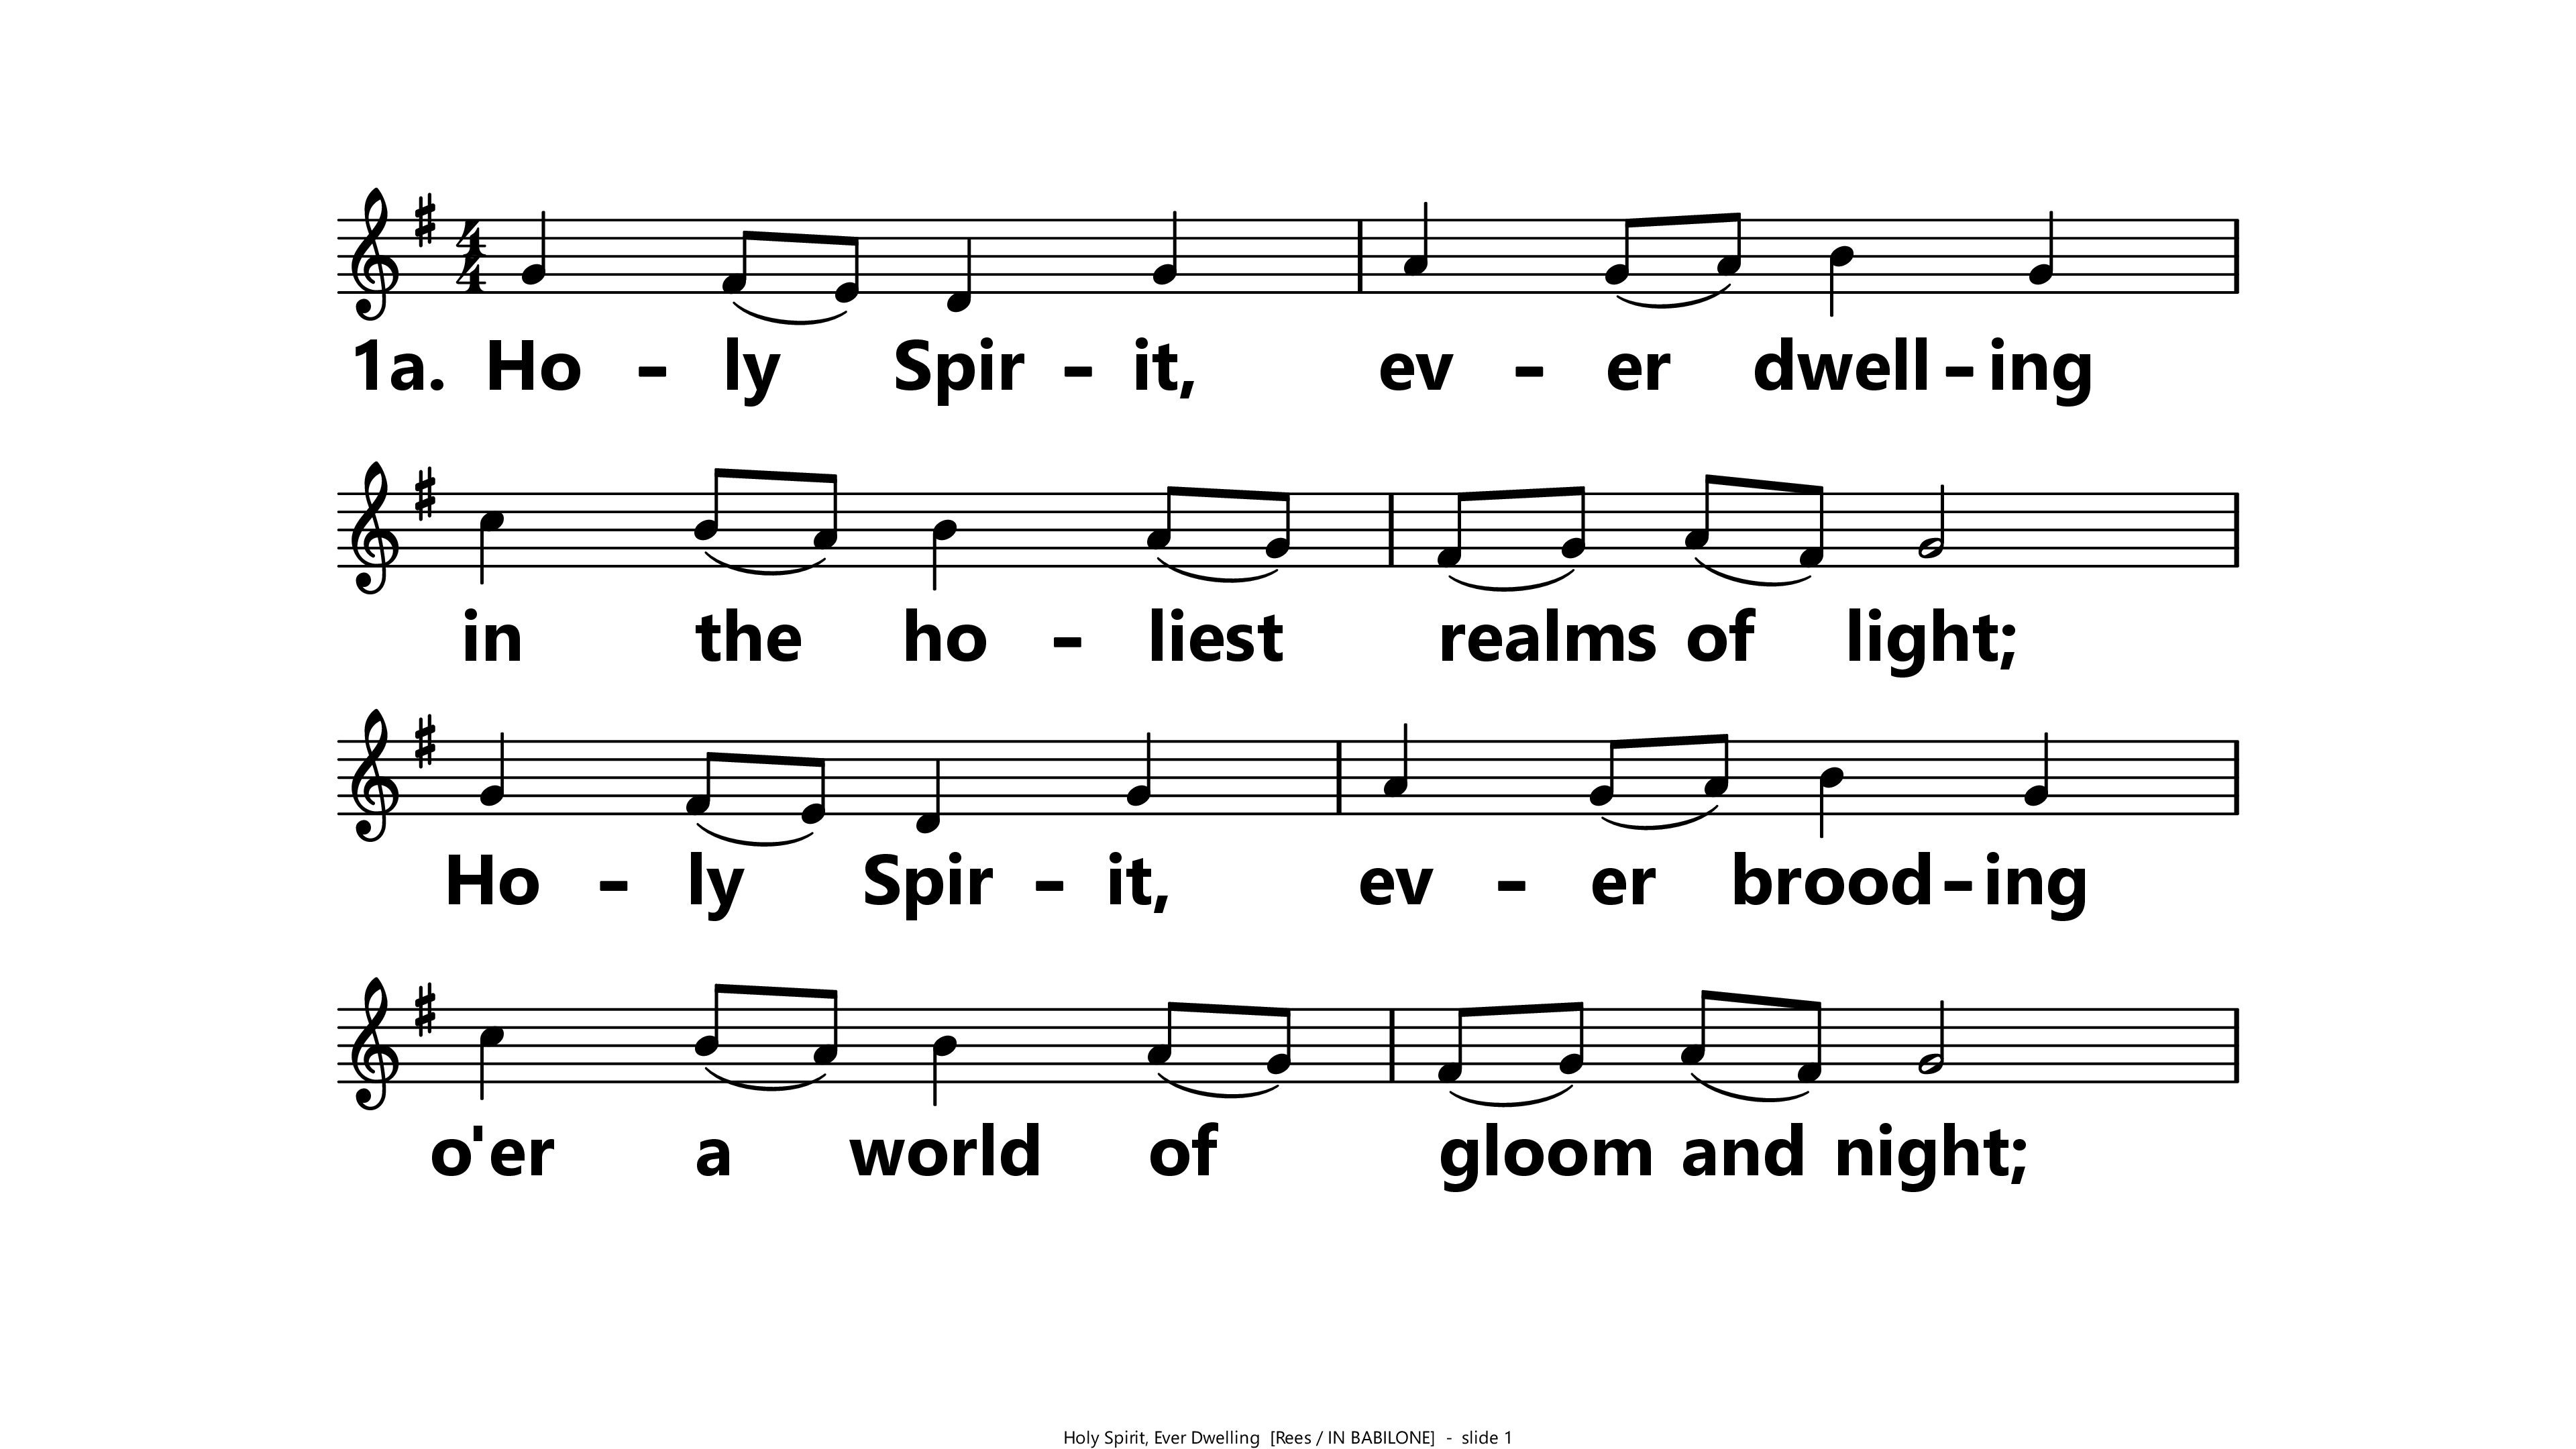 1a. Ho - ly Spir - it, ev - er dwell - ing
in the ho - liest realms of light;
Ho - ly Spir - it, ev - er brood - ing
o'er a world of gloom and night;
Holy Spirit, Ever Dwelling [Rees / IN BABILONE] - slide 1